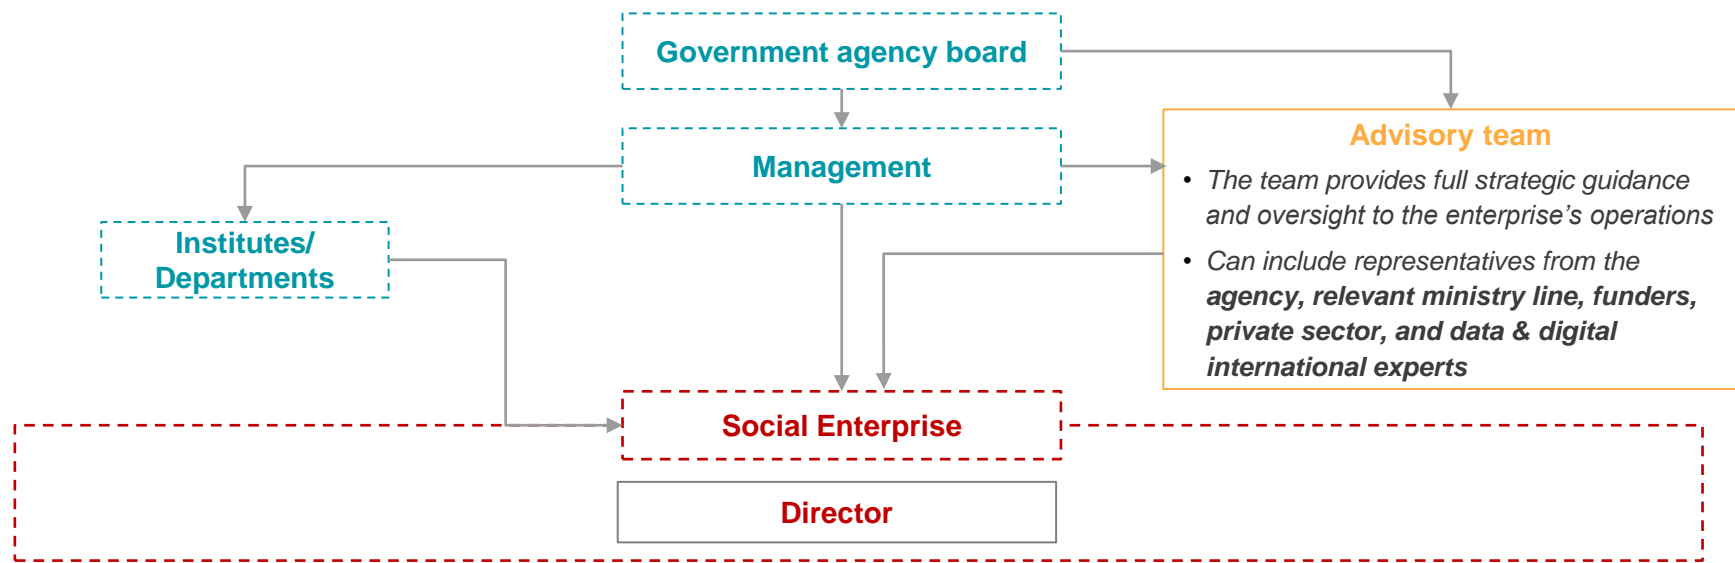 Government agency board
Management
Institutes/
Departments
Advisory team
• The team provides full strategic guidance
and oversight to the enterprise’s operations
• Can include representatives from the
agency, relevant ministry line, funders,
private sector, and data & digital
international experts
Social Enterprise
Director